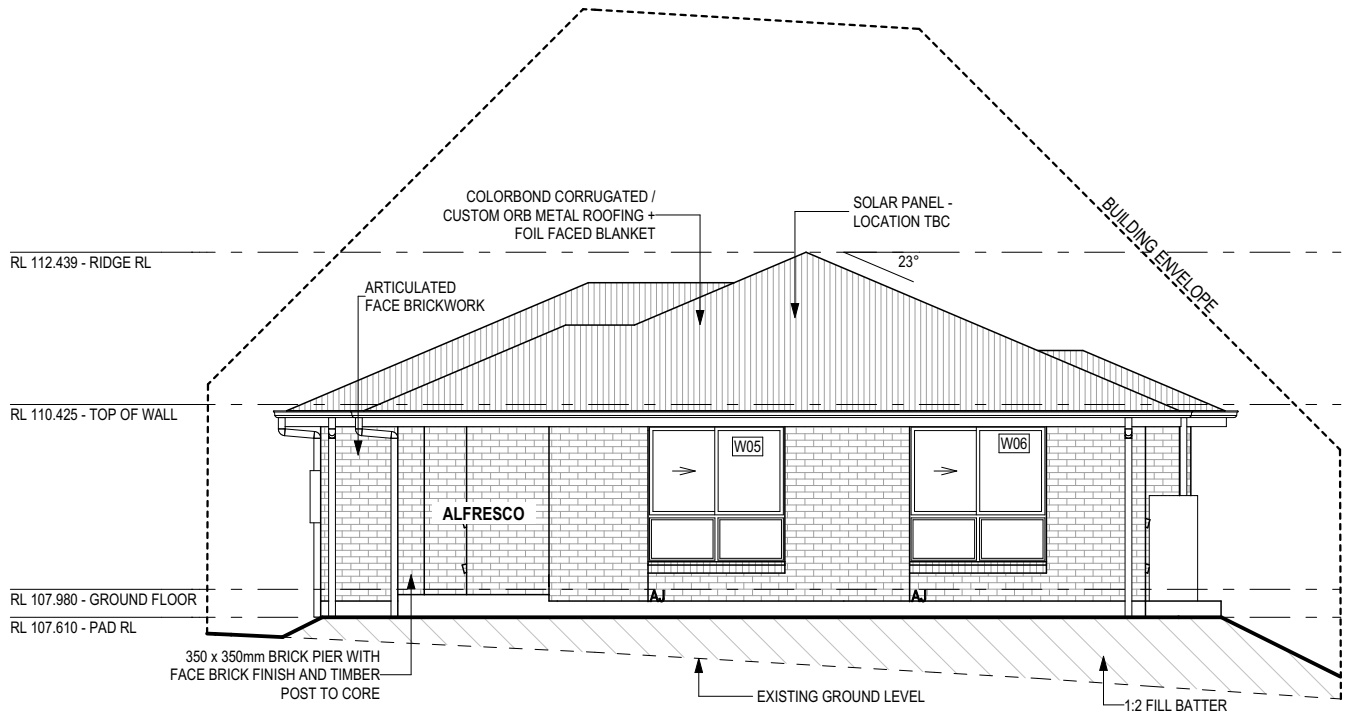 COLORBOND CORRUGATED /
CUSTOM ORB METAL ROOFING +
FOIL FACED BLANKET
SOLAR PANEL -
LOCATION TBC
BUILDING ENVELOPE
RL 112.439 - RIDGE RL
23°
ARTICULATED
FACE BRICKWORK
RL 110.425 - TOP OF WALL
W05
W06
ALFRESCO
RL 107.980 - GROUND FLOOR
AJ
AJ
RL 107.610 - PAD RL
350 x 350mm BRICK PIER WITH
FACE BRICK FINISH AND TIMBER
POST TO CORE
EXISTING GROUND LEVEL
1:2 FILL BATTER